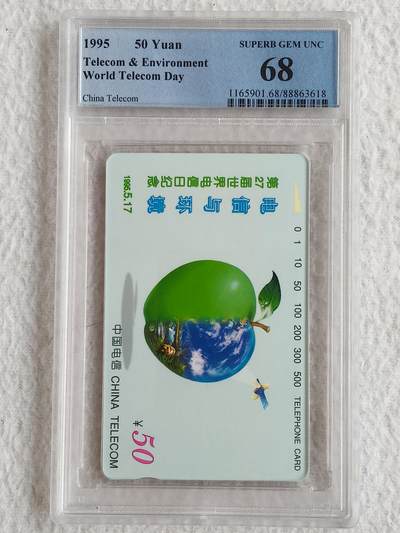 1995 50 Yuan
Telecom & Environment
World Telecom Day
China Telecom
SUPERB GEM UNC
68
1165901.68/88863618
第27届世界电信日纪念
1995.5.17
电信与环境
0 1 10 50 100 200 300 500 TELEPHONE CARD
中国电信 CHINA TELECOM
¥50